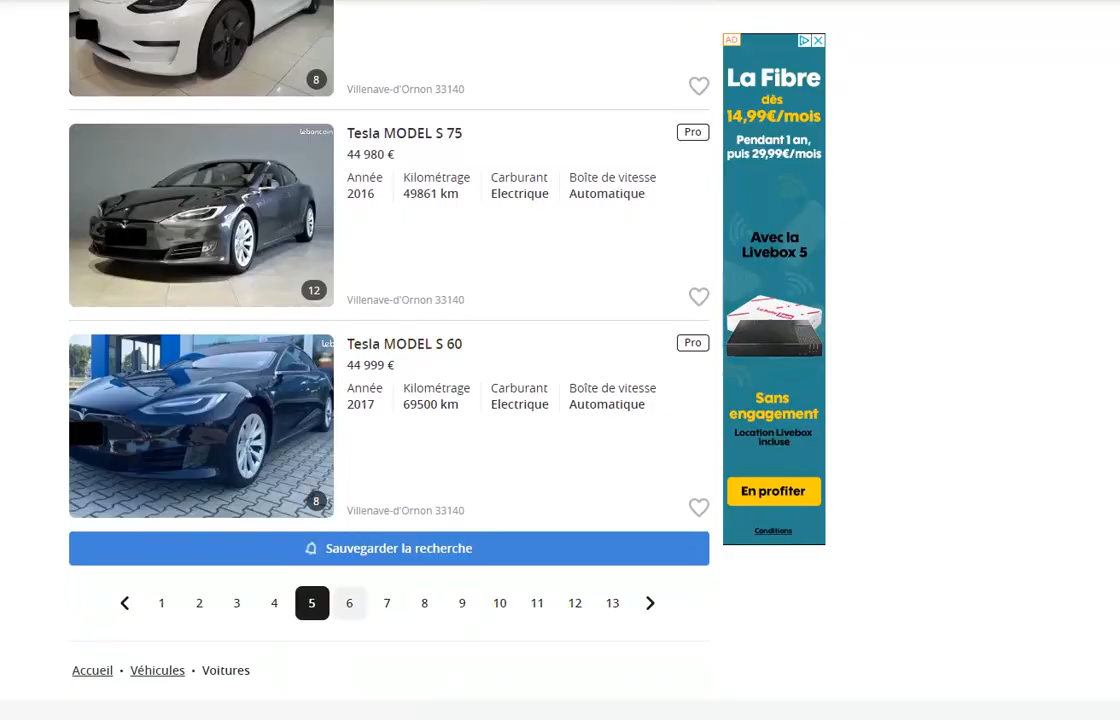 8
Villenave-d'Ornon 33140
leboncoin
Tesla MODEL S 75
Pro
44 980 €
Année Kilométrage Carburant Boîte de vitesse
2016 49861 km Electrique Automatique
12
Villenave-d'Ornon 33140
leb
Tesla MODEL S 60
Pro
44 999 €
Année Kilométrage Carburant Boîte de vitesse
2017 69500 km Electrique Automatique
8
Villenave-d'Ornon 33140
Sauvegarder la recherche
1 2 3 4 5 6 7 8 9 10 11 12 13
Accueil • Véhicules • Voitures
AD
La Fibre
dès
14,99€/mois
Pendant 1 an,
puis 29,99€/mois
Avec la
Livebox 5
Sans
engagement
Location Livebox
incluse
En profiter
Conditions